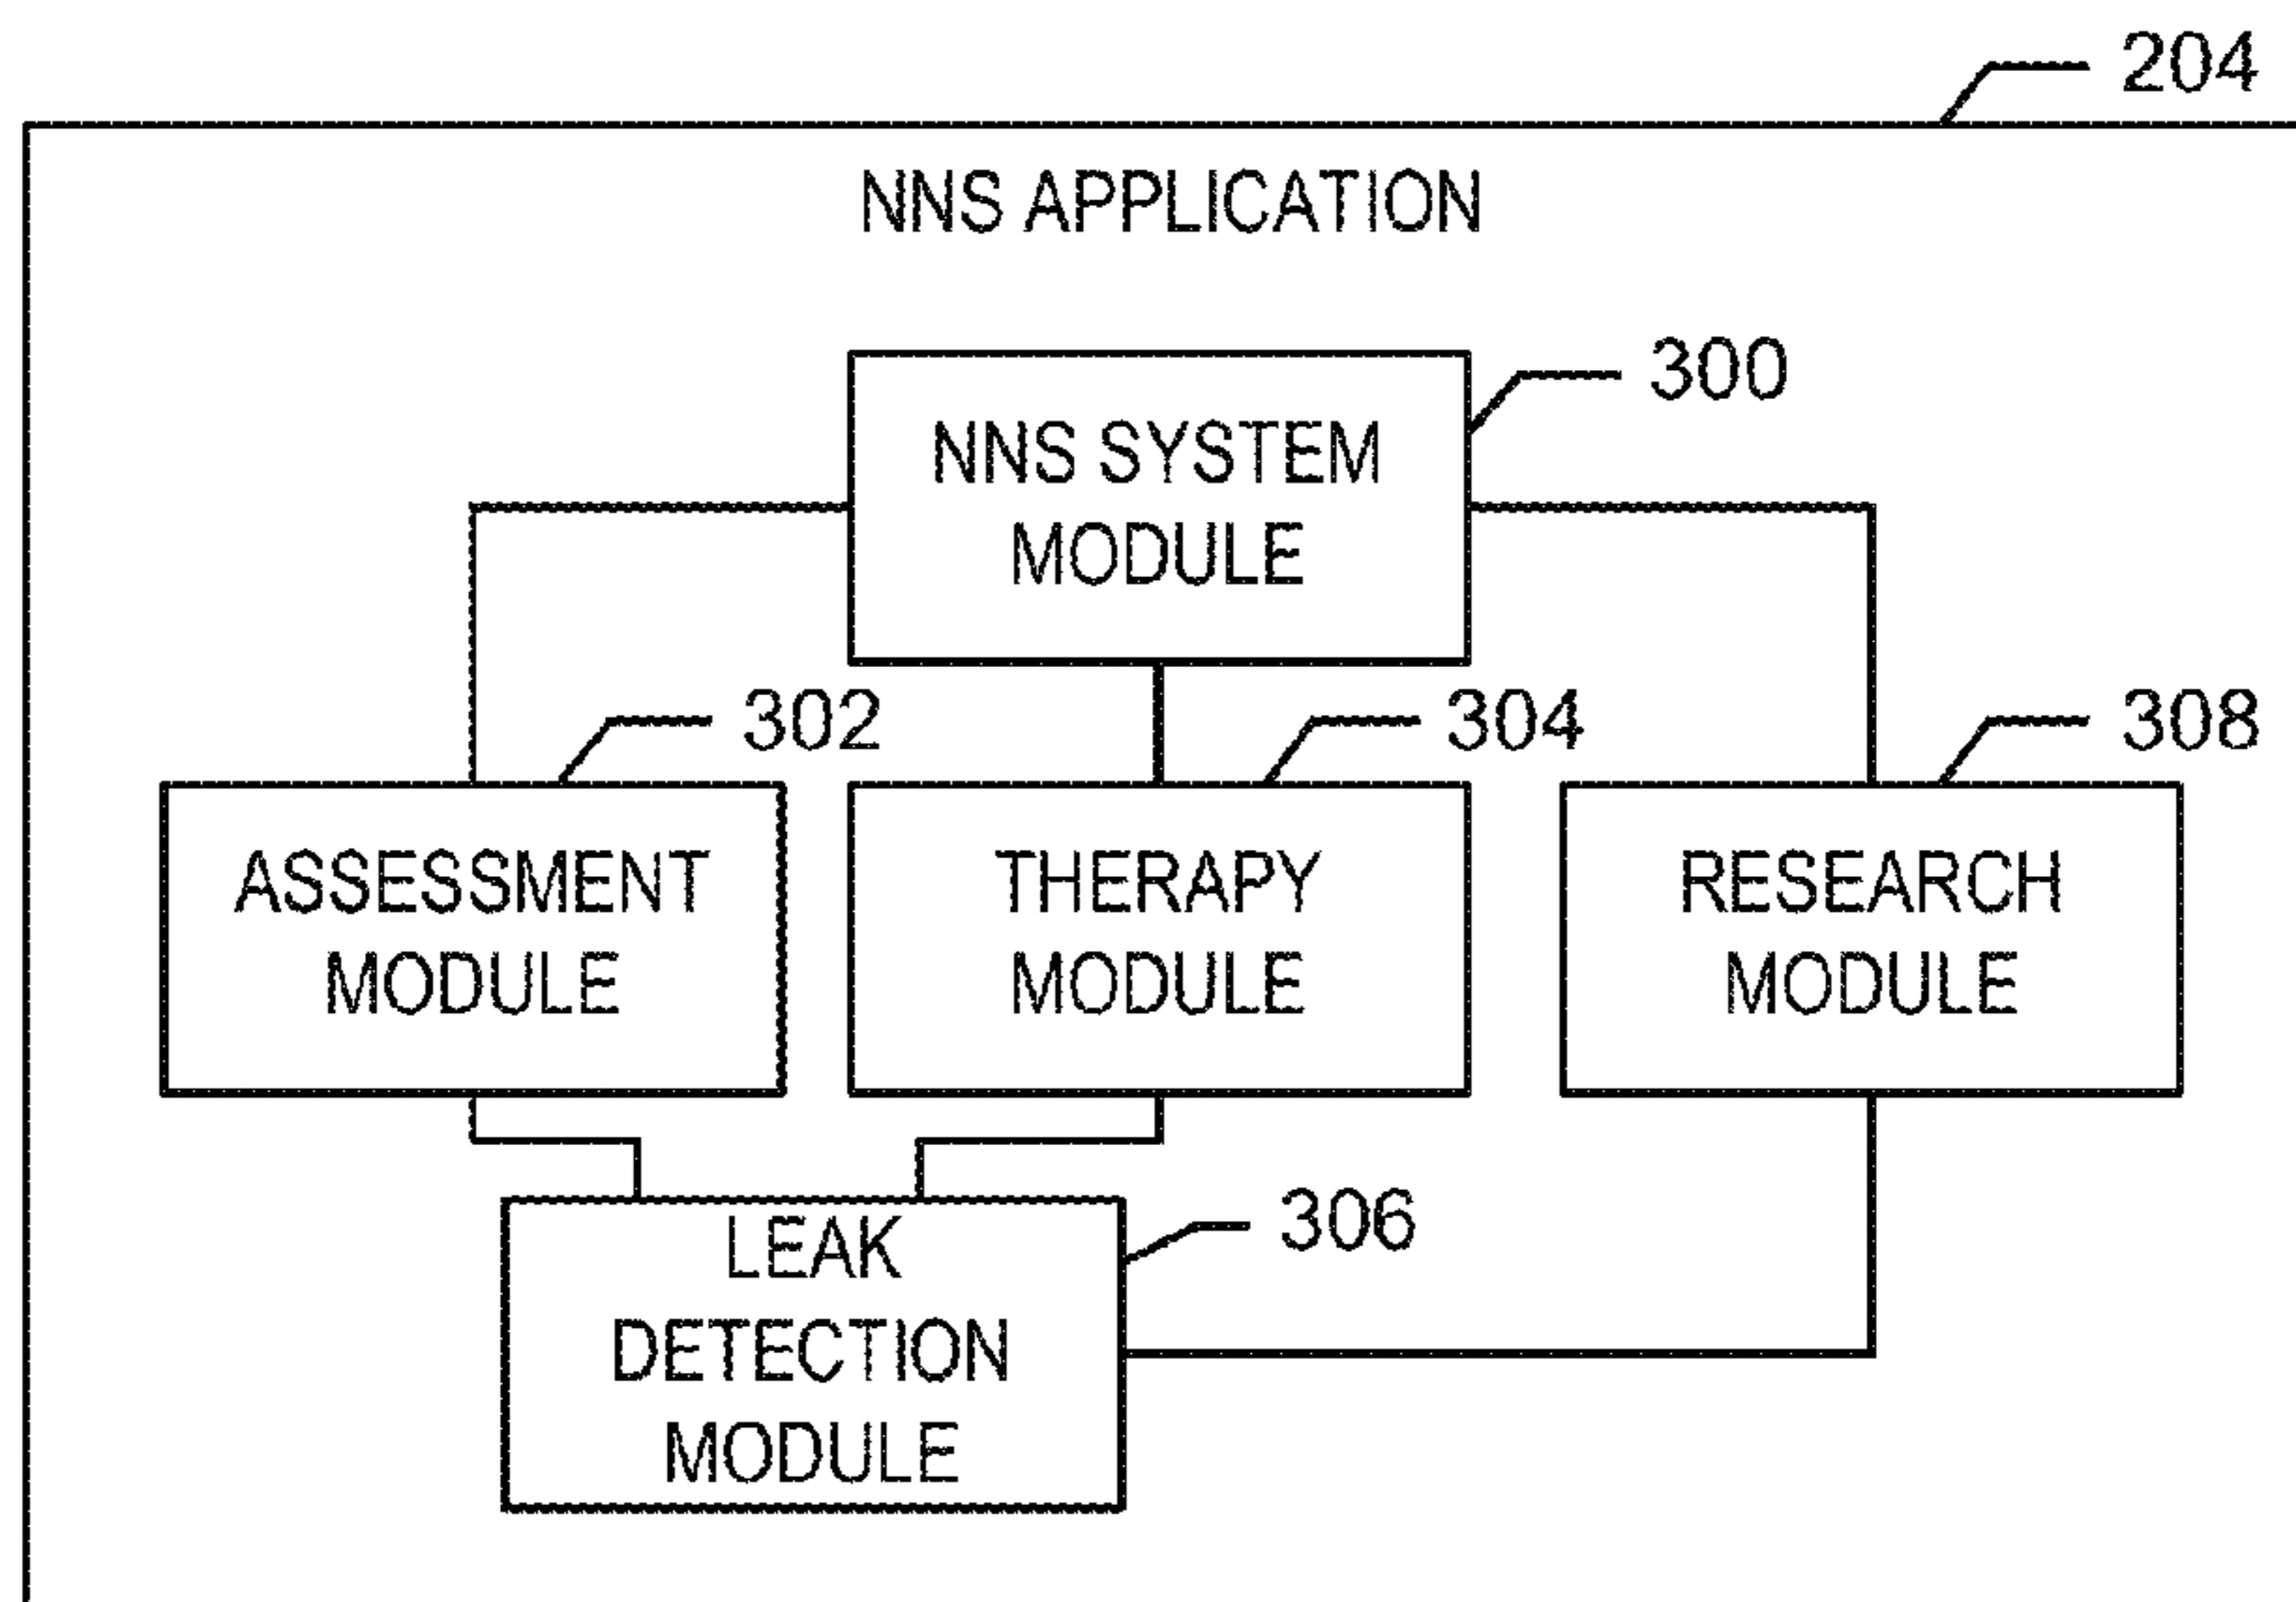 204
NNS APPLICATION
300
NNS SYSTEM
MODULE
302
304
308
ASSESSMENT
MODULE
THERAPY
MODULE
RESEARCH
MODULE
306
LEAK
DETECTION
MODULE